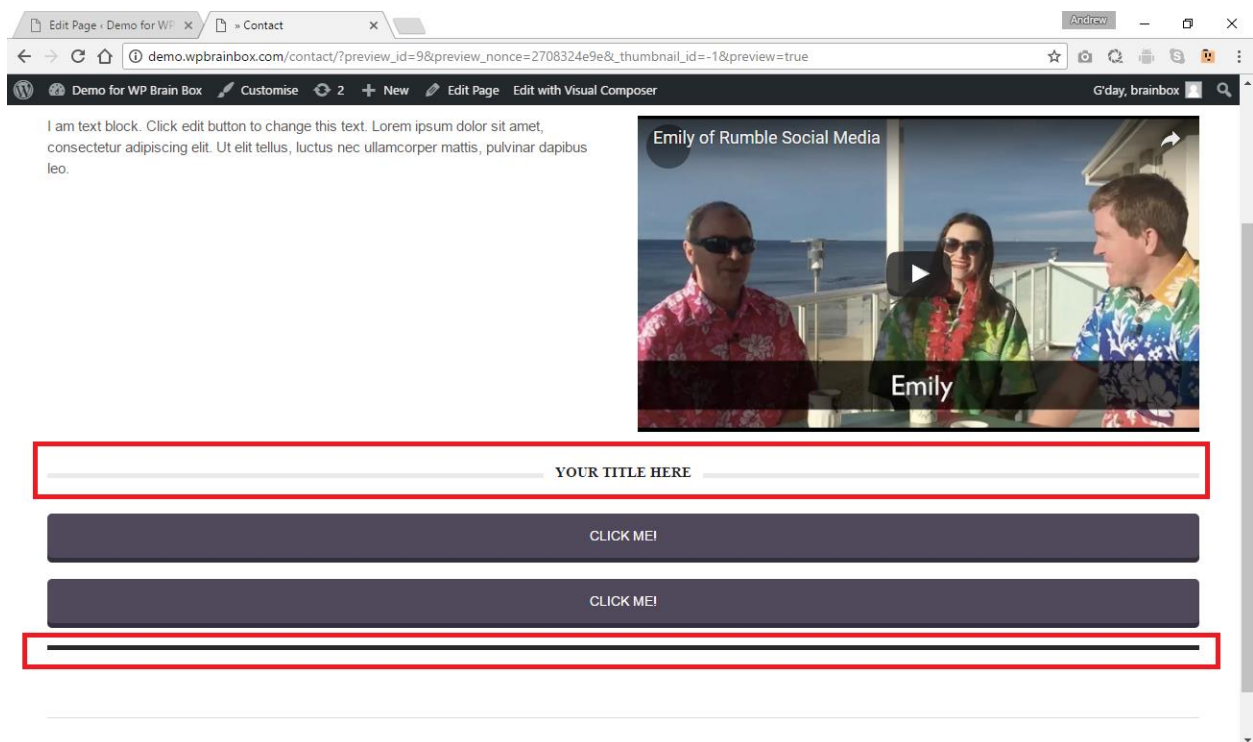 Edit Page ‹ Demo for WP
» Contact
Andrew
demo.wpbrainbox.com/contact/?preview_id=9&preview_nonce=2708324e9e&_thumbnail_id=-1&preview=true
Demo for WP Brain Box Customise 2 New Edit Page Edit with Visual Composer G'day, brainbox
I am text block. Click edit button to change this text. Lorem ipsum dolor sit amet,
consectetur adipiscing elit. Ut elit tellus, luctus nec ullamcorper mattis, pulvinar dapibus
leo.
Emily of Rumble Social Media
Emily
YOUR TITLE HERE
CLICK ME!
CLICK ME!